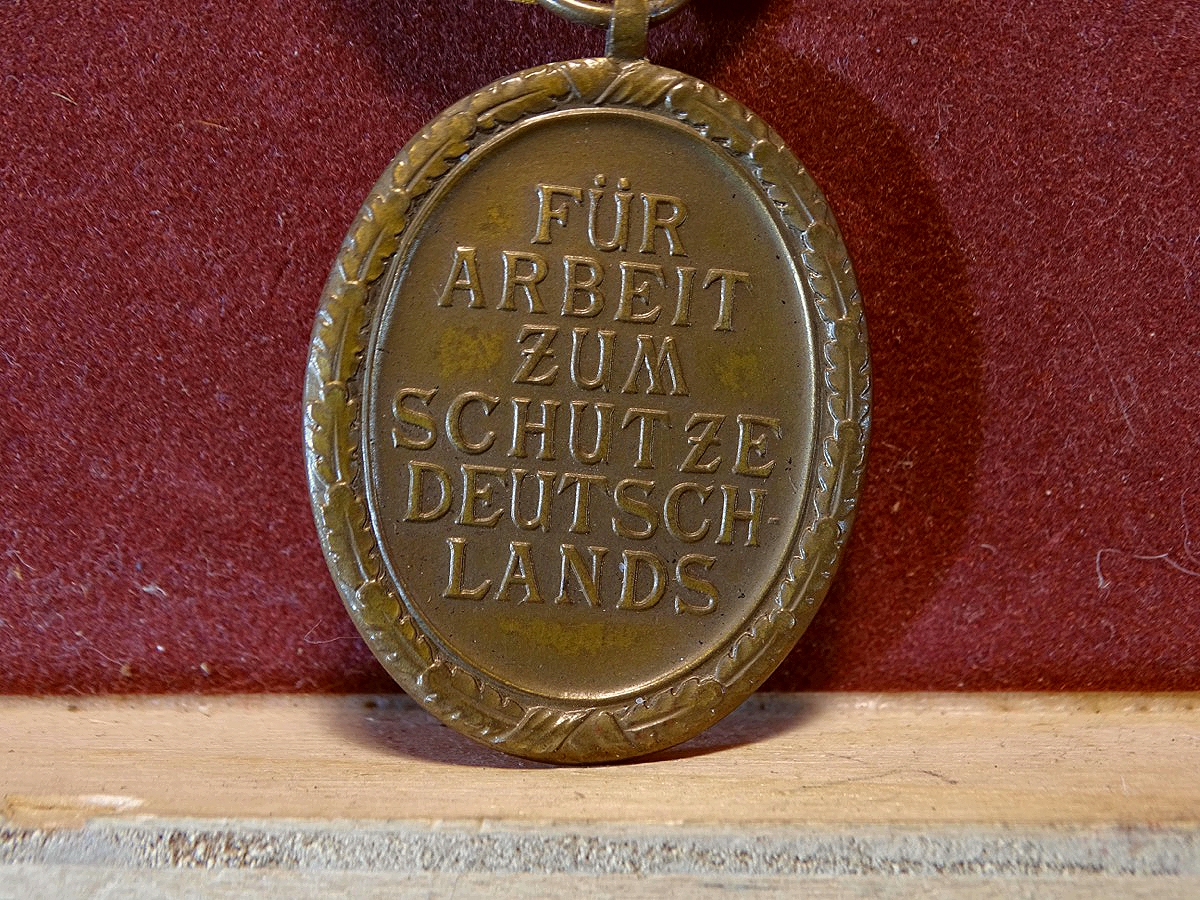 FÜR
ARBEIT
ZUM
SCHUTZE
DEUTSCH-
LANDS